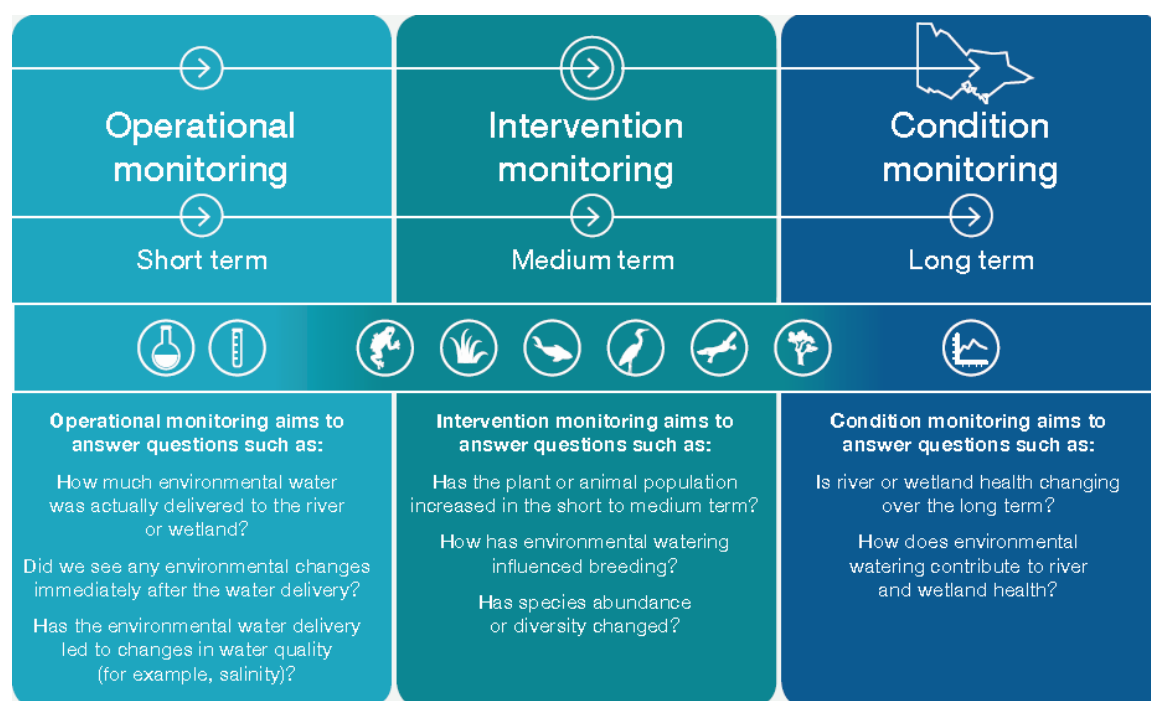 Operational
monitoring
Short term
Intervention
monitoring
Medium term
Condition
monitoring
Long term
Operational monitoring aims to
answer questions such as:
How much environmental water
was actually delivered to the river
or wetland?
Did we see any environmental changes
immediately after the water delivery?
Has the environmental water delivery
led to changes in water quality
(for example, salinity)?
Intervention monitoring aims to
answer questions such as:
Has the plant or animal population
increased in the short to medium term?
How has environmental watering
influenced breeding?
Has species abundance
or diversity changed?
Condition monitoring aims to
answer questions such as:
Is river or wetland health changing
over the long term?
How does environmental
watering contribute to river
and wetland health?